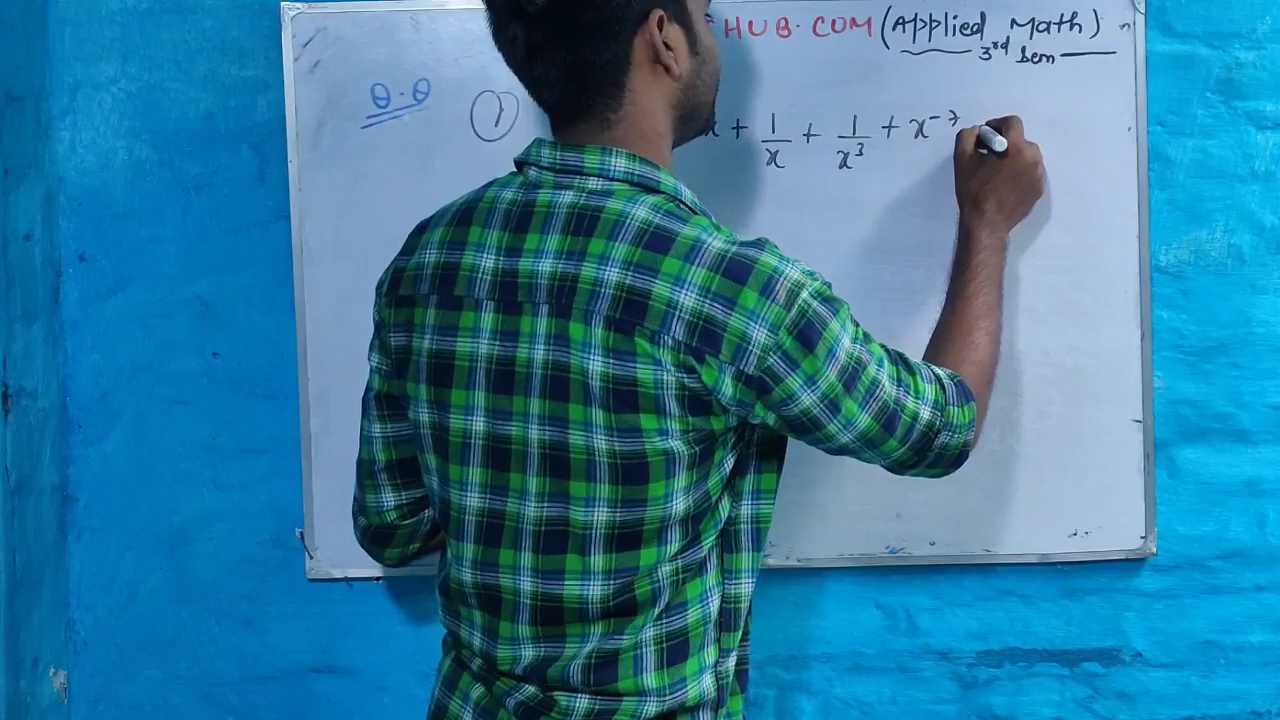 HUB.COM (Applied Math)
3rd Sem
Q.Q
1 x + 1/x + 1/x³ + x⁻⁷